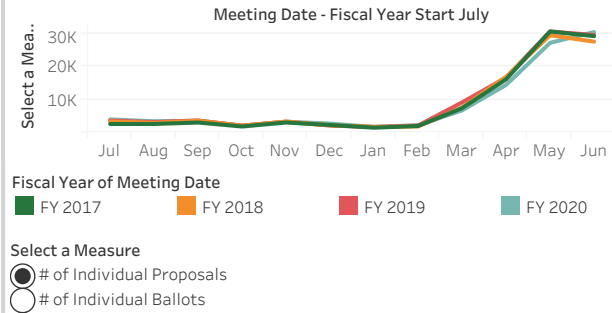 Meeting Date - Fiscal Year Start July
Select a Mea..
30K
20K
10K
Jul Aug Sep Oct Nov Dec Jan Feb Mar Apr May Jun
Fiscal Year of Meeting Date
FY 2017 FY 2018 FY 2019 FY 2020
Select a Measure
# of Individual Proposals
# of Individual Ballots